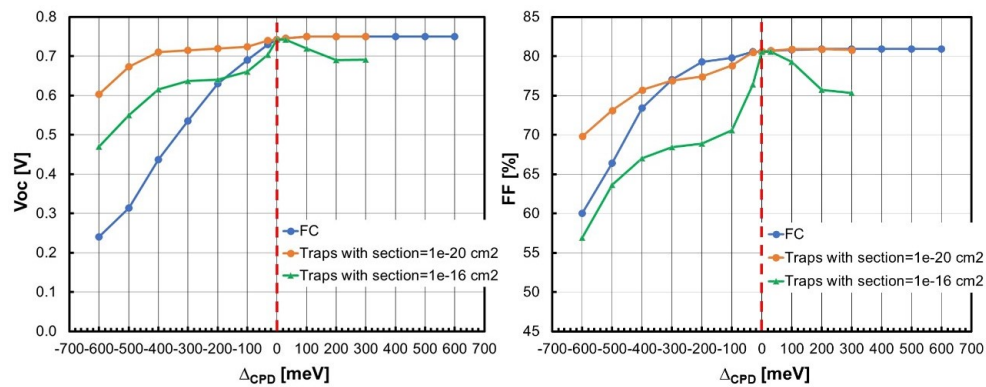 0.8
0.7
0.6
0.5
0.4
0.3
0.2
0.1
0.0
Voc [V]
FC
Traps with section=1e-20 cm2
Traps with section=1e-16 cm2
-700-600-500-400-300-200-100 0 100 200 300 400 500 600 700
ΔCPD [meV]
85
80
75
70
65
60
55
50
45
FF [%]
FC
Traps with section=1e-20 cm2
Traps with section=1e-16 cm2
-700-600-500-400-300-200-100 0 100 200 300 400 500 600 700
ΔCPD [meV]